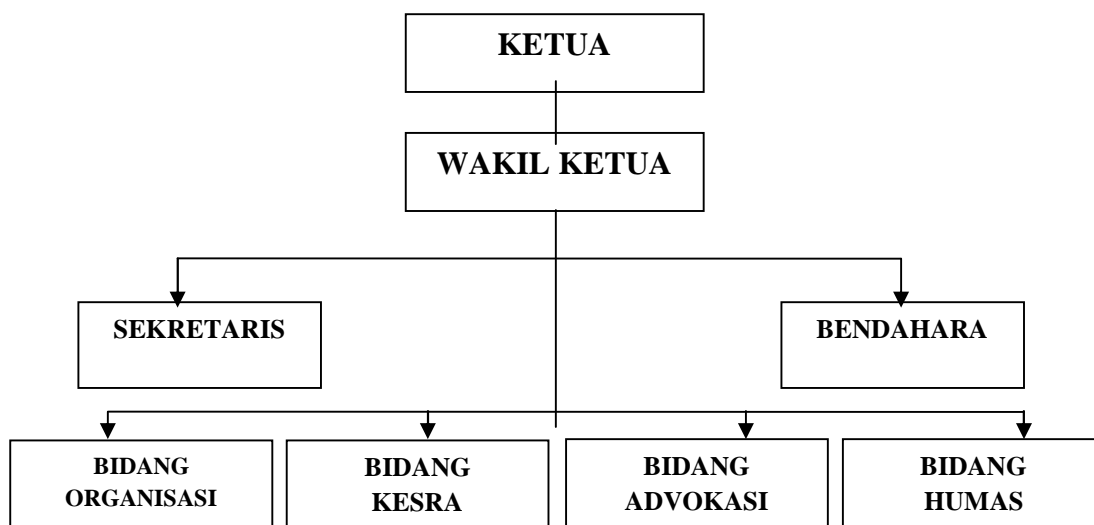 KETUA
WAKIL KETUA
SEKRETARIS
BENDAHARA
BIDANG
ORGANISASI
BIDANG
KESRA
BIDANG
ADVOKASI
BIDANG
HUMAS